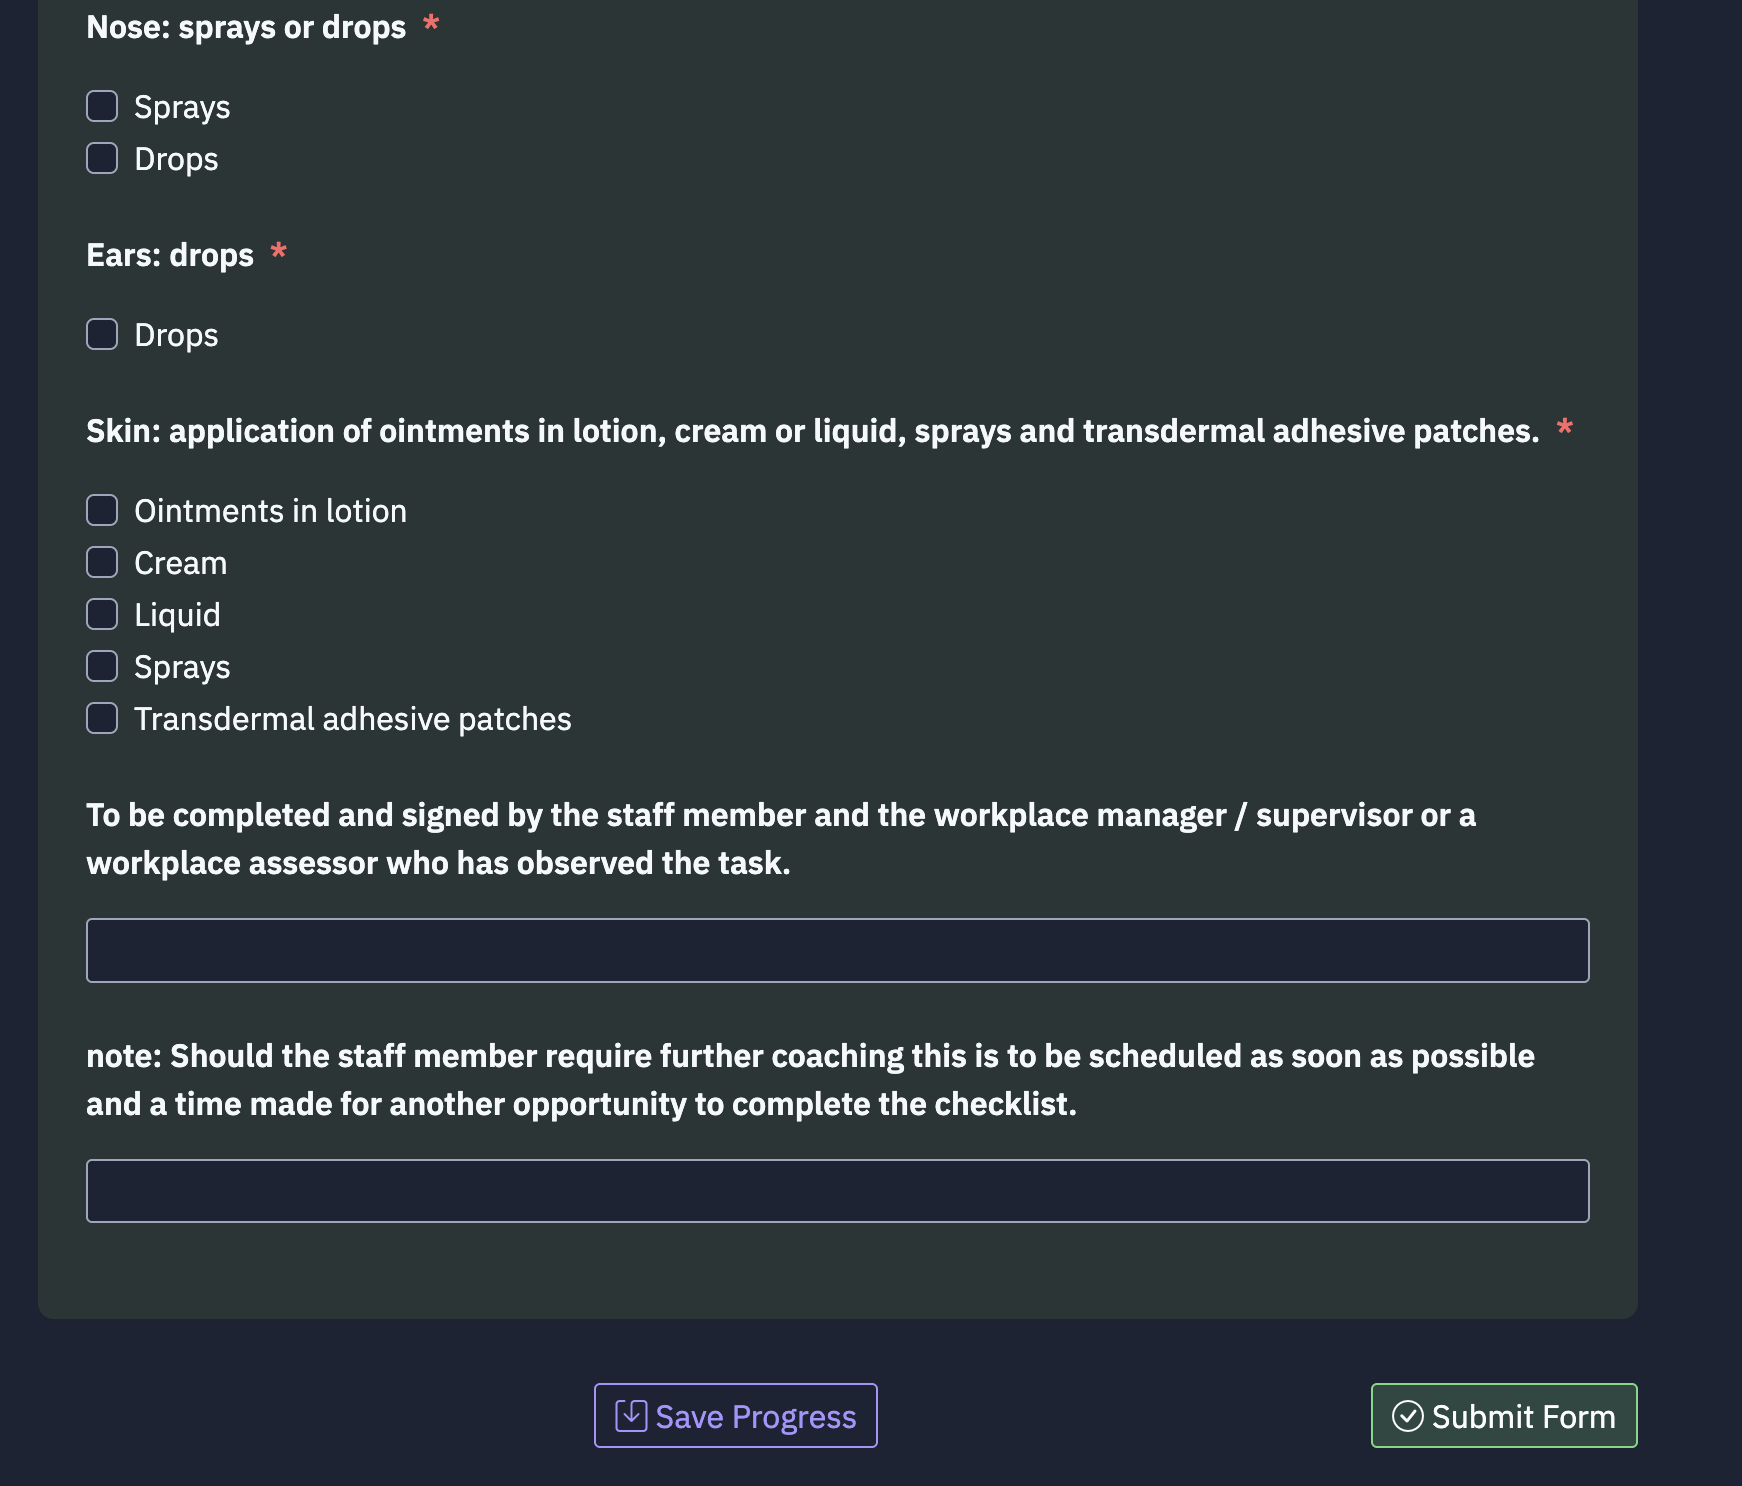 Nose: sprays or drops *
Sprays
Drops
Ears: drops *
Drops
Skin: application of ointments in lotion, cream or liquid, sprays and transdermal adhesive patches. *
Ointments in lotion
Cream
Liquid
Sprays
Transdermal adhesive patches
To be completed and signed by the staff member and the workplace manager / supervisor or a
workplace assessor who has observed the task.
note: Should the staff member require further coaching this is to be scheduled as soon as possible
and a time made for another opportunity to complete the checklist.
Save Progress
Submit Form